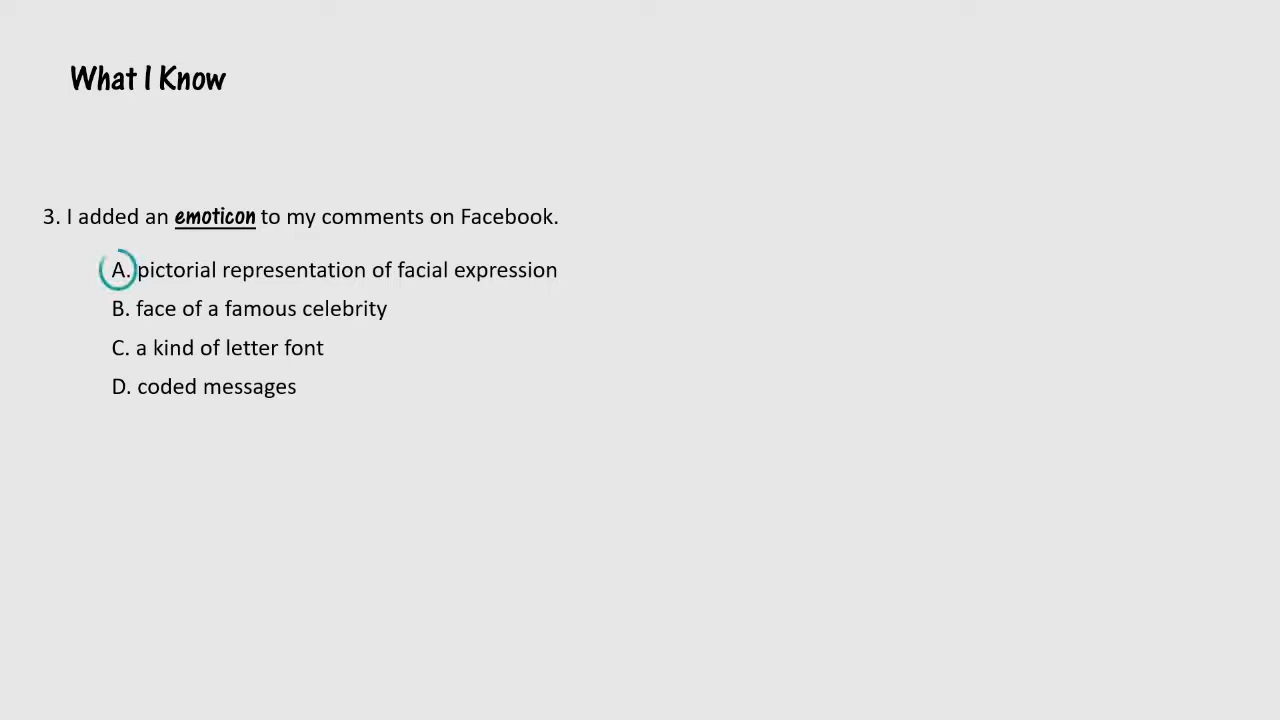 What I Know
3. I added an emoticon to my comments on Facebook.
A. pictorial representation of facial expression
B. face of a famous celebrity
C. a kind of letter font
D. coded messages